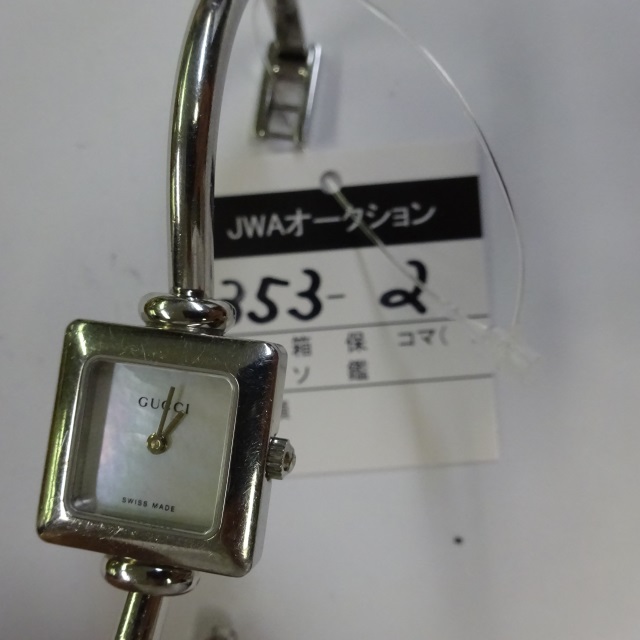 JWAオークション
353-2
箱 保 コマ(
ソ 鑑
GUCCI
SWISS MADE